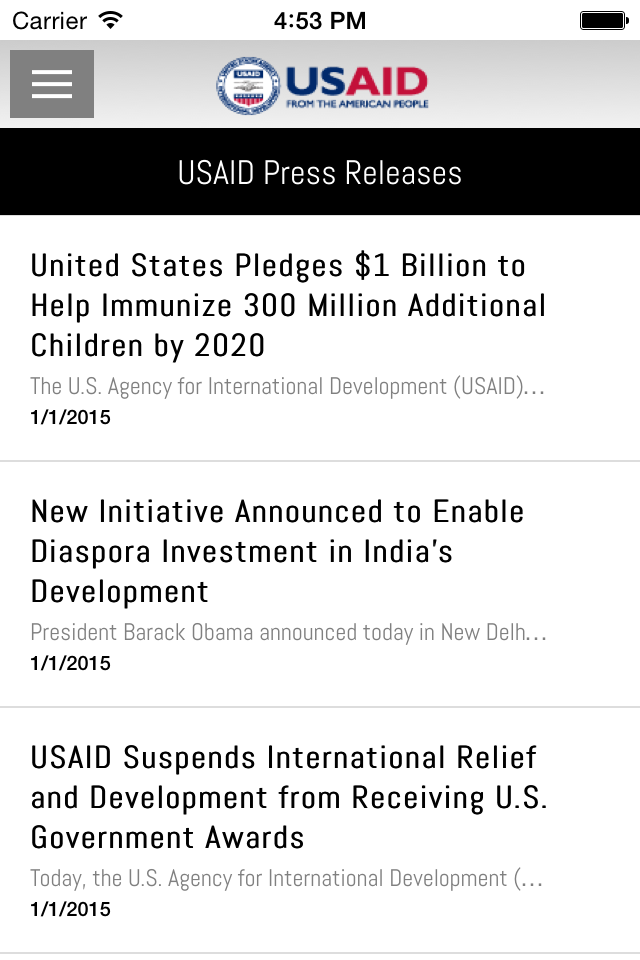 Carrier 4:53 PM
USAID
USAID
FROM THE AMERICAN PEOPLE
USAID Press Releases
United States Pledges $1 Billion to
Help Immunize 300 Million Additional
Children by 2020
The U.S. Agency for International Development (USAID)...
1/1/2015
New Initiative Announced to Enable
Diaspora Investment in India's
Development
President Barack Obama announced today in New Delh...
1/1/2015
USAID Suspends International Relief
and Development from Receiving U.S.
Government Awards
Today, the U.S. Agency for International Development (...
1/1/2015